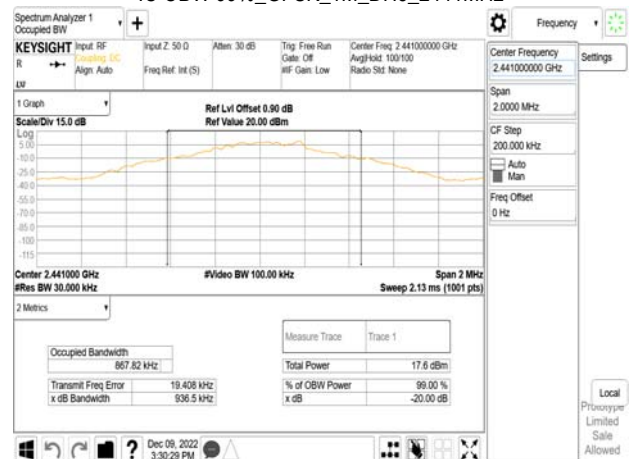 Spectrum Analyzer 1
Occupied BW
+
Frequency
KEYSIGHT
R
LVI
Input: RF
Coupling: DC
Align: Auto
Input Z: 50 Ω
Freq Ref: Int (S)
Atten: 30 dB
Trig: Free Run
Gate: Off
#IF Gain: Low
Center Freq: 2.441000000 GHz
Avg|Hold: 100/100
Radio Std: None
Center Frequency
2.441000000 GHz
Settings
Span
2.0000 MHz
CF Step
200.000 kHz
Auto
Man
Freq Offset
0 Hz
1 Graph
Scale/Div 15.0 dB
Ref Lvl Offset 0.90 dB
Ref Value 20.00 dBm
Log
5.00
-10.0
-25.0
-40.0
-55.0
-70.0
-85.0
-100
-115
Center 2.441000 GHz
#Res BW 30.000 kHz
#Video BW 100.00 kHz
Span 2 MHz
Sweep 2.13 ms (1001 pts)
2 Metrics
Measure Trace Trace 1
Occupied Bandwidth
867.82 kHz
Total Power 17.6 dBm
Transmit Freq Error 19.408 kHz
% of OBW Power 99.00 %
x dB Bandwidth 936.5 kHz
x dB -20.00 dB
Local
Prototype
Limited
Sale
Allowed
?
Dec 09, 2022
3:30:29 PM